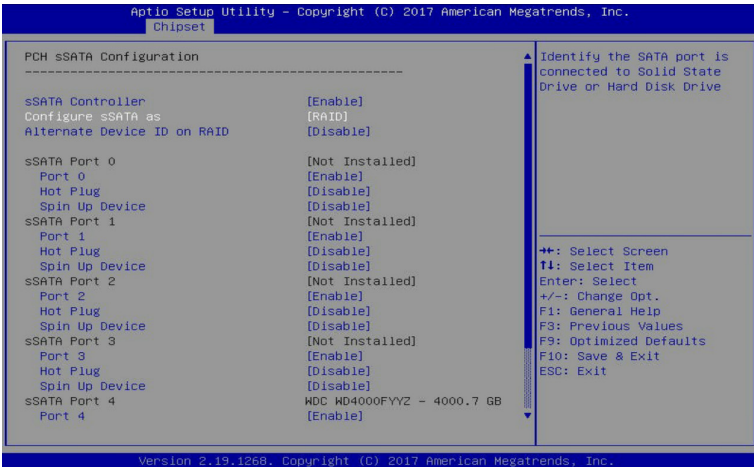 Aptio Setup Utility – Copyright (C) 2017 American Megatrends, Inc.
Chipset
PCH sSATA Configuration
--------------------------------------------------
sSATA Controller [Enable]
Configure sSATA as [RAID]
Alternate Device ID on RAID [Disable]
sSATA Port 0 [Not Installed]
Port 0 [Enable]
Hot Plug [Disable]
Spin Up Device [Disable]
sSATA Port 1 [Not Installed]
Port 1 [Enable]
Hot Plug [Disable]
Spin Up Device [Disable]
sSATA Port 2 [Not Installed]
Port 2 [Enable]
Hot Plug [Disable]
Spin Up Device [Disable]
sSATA Port 3 [Not Installed]
Port 3 [Enable]
Hot Plug [Disable]
Spin Up Device [Disable]
sSATA Port 4 WDC WD4000FYYZ - 4000.7 GB
Port 4 [Enable]
Identify the SATA port is
connected to Solid State
Drive or Hard Disk Drive
→←: Select Screen
↑↓: Select Item
Enter: Select
+/-: Change Opt.
F1: General Help
F3: Previous Values
F9: Optimized Defaults
F10: Save & Exit
ESC: Exit
Version 2.19.1268. Copyright (C) 2017 American Megatrends, Inc.